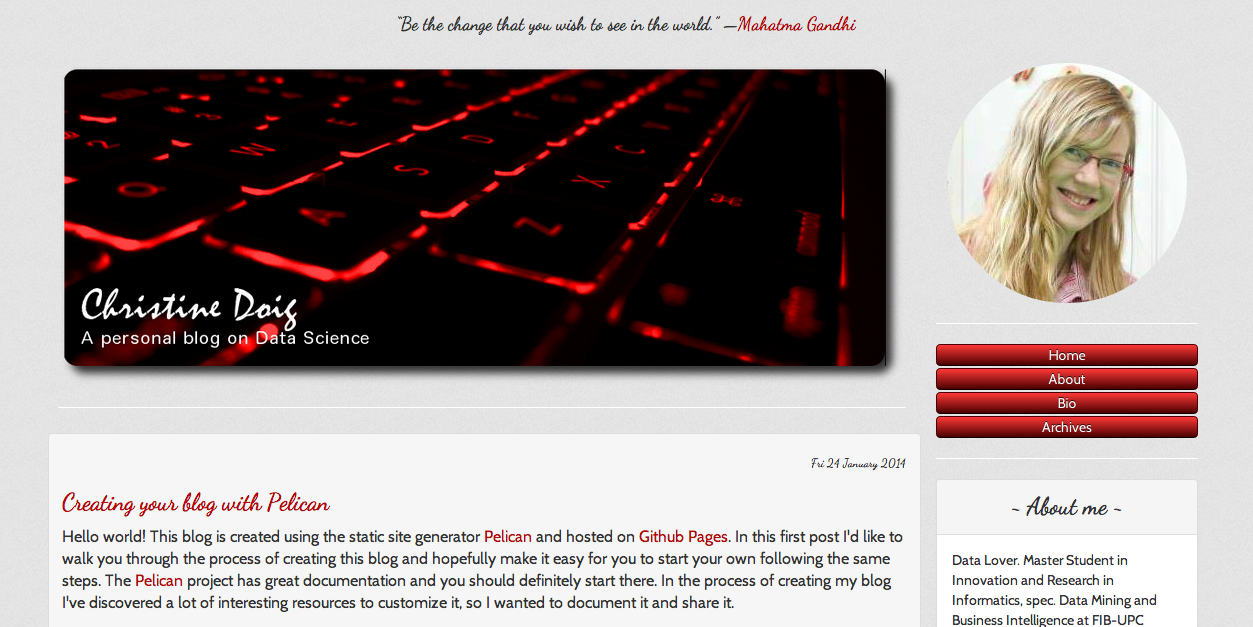 “Be the change that you wish to see in the world.” —Mahatma Gandhi
Christine Doig
A personal blog on Data Science
Home
About
Bio
Archives
Fri 24 January 2014
Creating your blog with Pelican
Hello world! This blog is created using the static site generator Pelican and hosted on Github Pages. In this first post I'd like to
walk you through the process of creating this blog and hopefully make it easy for you to start your own following the same
steps. The Pelican project has great documentation and you should definitely start there. In the process of creating my blog
I've discovered a lot of interesting resources to customize it, so I wanted to document it and share it.
~ About me ~
Data Lover. Master Student in
Innovation and Research in
Informatics, spec. Data Mining and
Business Intelligence at FIB-UPC